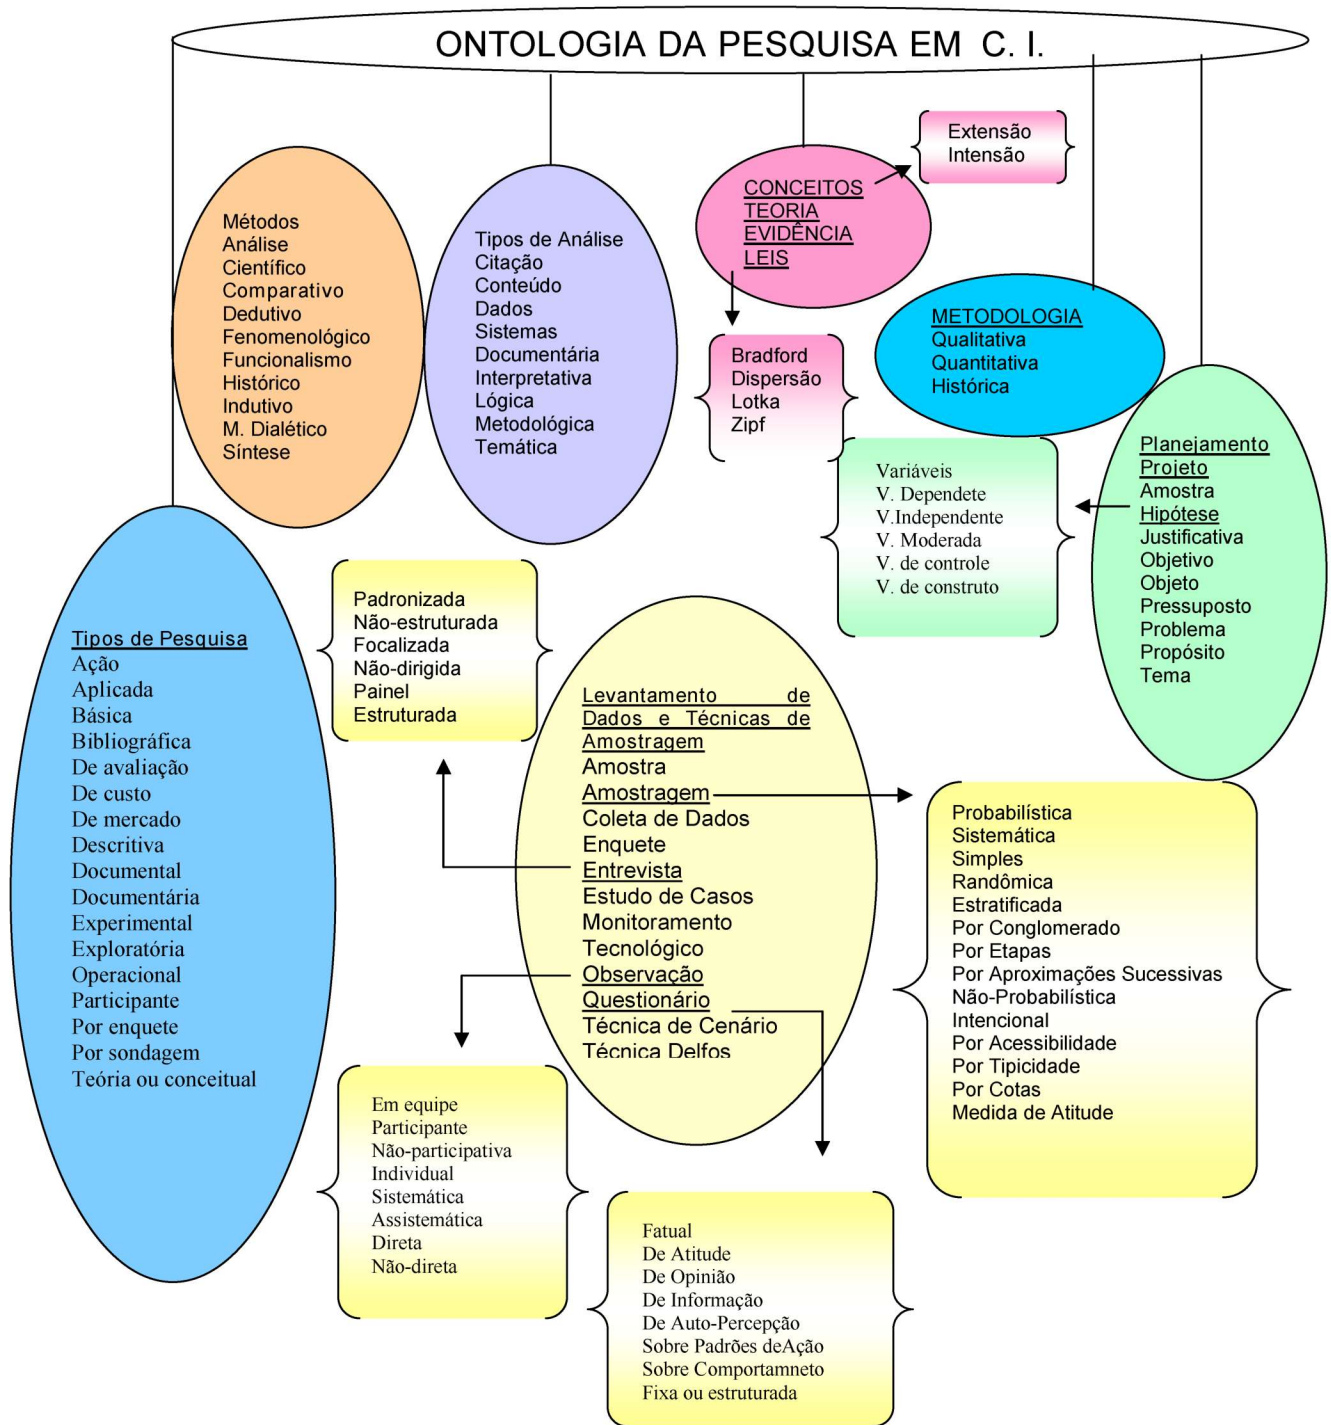 ONTOLOGIA DA PESQUISA EM C. I.
Extensão
Intensão
CONCEITOS
TEORIA
EVIDÊNCIA
LEIS
Métodos
Análise
Científico
Comparativo
Dedutivo
Fenomenológico
Funcionalismo
Histórico
Indutivo
M. Dialético
Síntese
Tipos de Análise
Citação
Conteúdo
Dados
Sistemas
Documentária
Interpretativa
Lógica
Metodológica
Temática
METODOLOGIA
Qualitativa
Quantitativa
Histórica
Bradford
Dispersão
Lotka
Zipf
Planejamento
Projeto
Amostra
Hipótese
Justificativa
Objetivo
Objeto
Pressuposto
Problema
Propósito
Tema
Variáveis
V. Dependete
V.Independente
V. Moderada
V. de controle
V. de construto
Tipos de Pesquisa
Ação
Aplicada
Básica
Bibliográfica
De avaliação
De custo
De mercado
Descritiva
Documental
Documentária
Experimental
Exploratória
Operacional
Participante
Por enquete
Por sondagem
Teória ou conceitual
Padronizada
Não-estruturada
Focalizada
Não-dirigida
Painel
Estruturada
Levantamento de
Dados e Técnicas de
Amostragem
Amostra
Amostragem
Coleta de Dados
Enquete
Entrevista
Estudo de Casos
Monitoramento
Tecnológico
Observação
Questionário
Técnica de Cenário
Técnica Delfos
Probabilística
Sistemática
Simples
Randômica
Estratificada
Por Conglomerado
Por Etapas
Por Aproximações Sucessivas
Não-Probabilística
Intencional
Por Acessibilidade
Por Tipicidade
Por Cotas
Medida de Atitude
Em equipe
Participante
Não-participativa
Individual
Sistemática
Assistemática
Direta
Não-direta
Fatual
De Atitude
De Opinião
De Informação
De Auto-Percepção
Sobre Padrões deAção
Sobre Comportamneto
Fixa ou estruturada